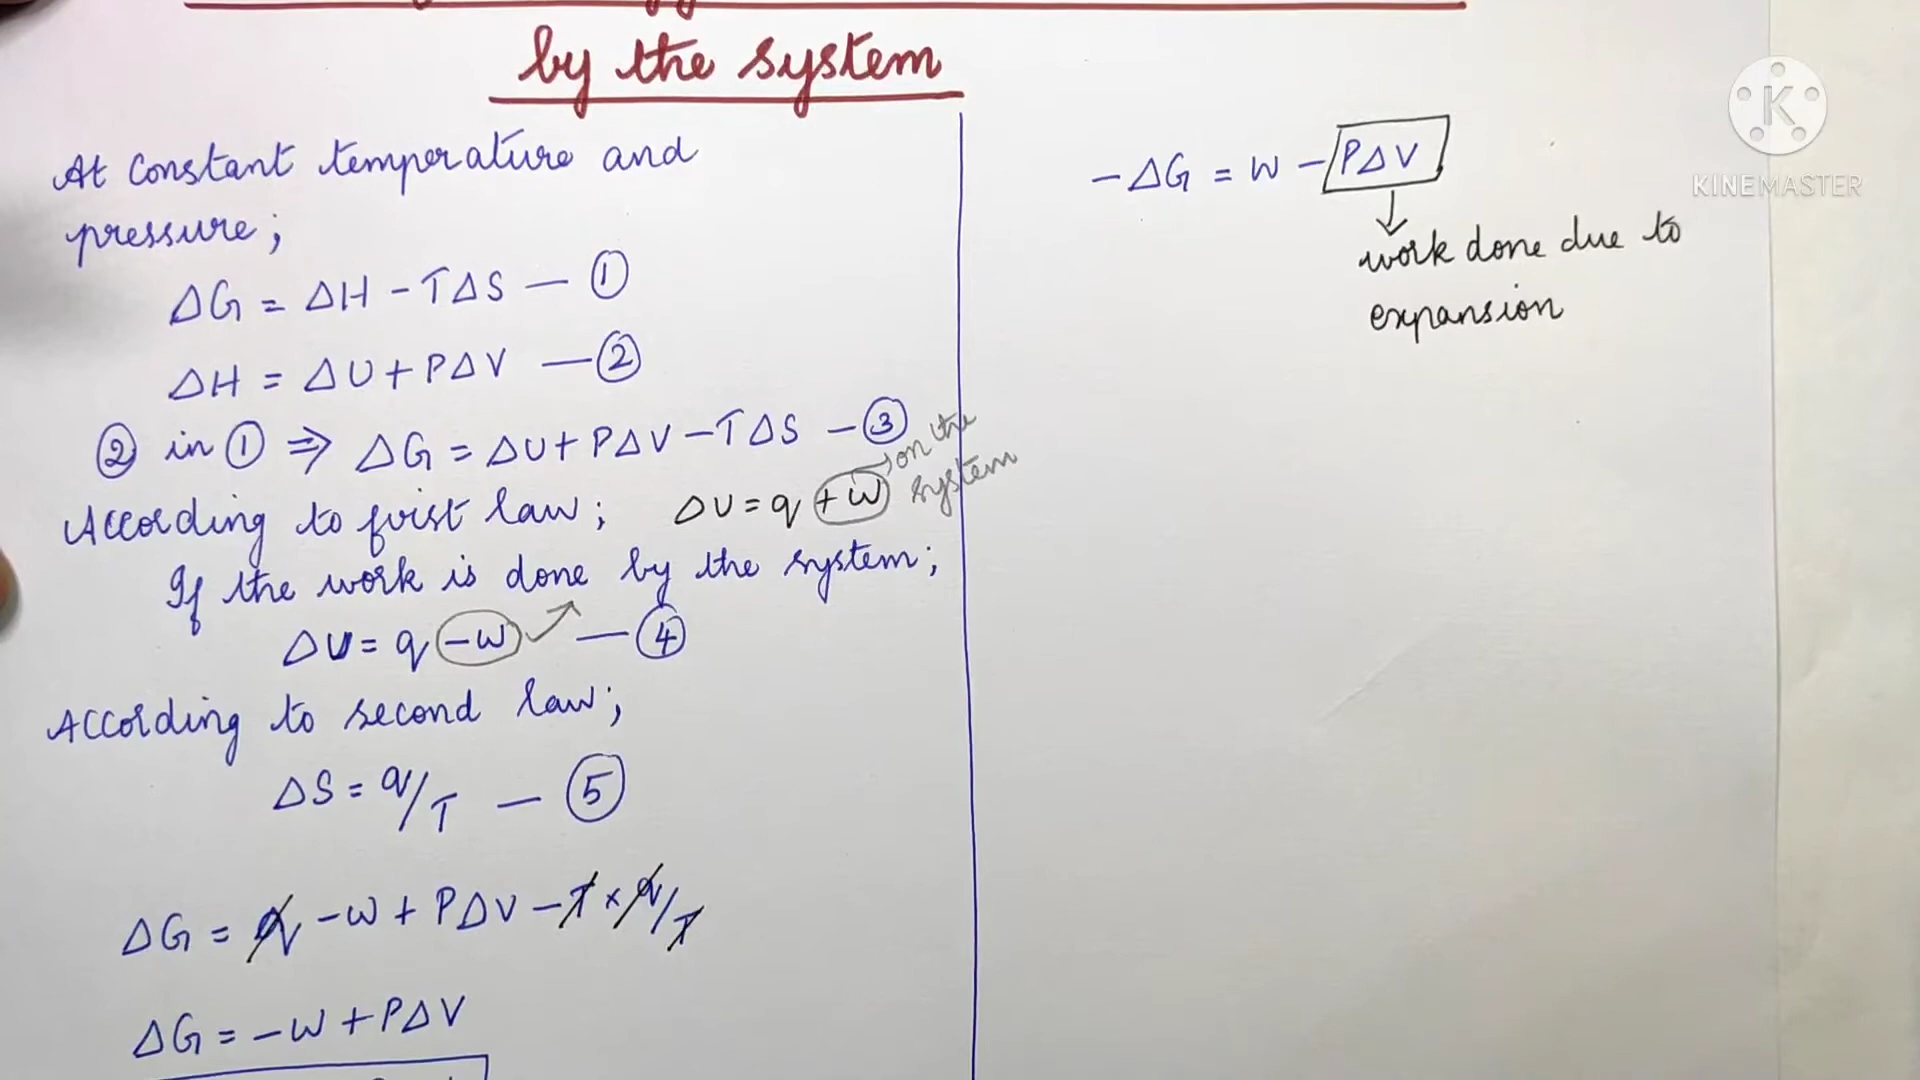 by the system
At constant temperature and
pressure;
ΔG = ΔH - TΔS — ①
ΔH = ΔU + PΔV — ②
② in ① ⇒ ΔG = ΔU + PΔV - TΔS — ③
According to first law; ΔU = q + w → on the
system
If the work is done by the system;
ΔU = q - w — ④
According to second law;
ΔS = q/T — ⑤
ΔG = q - w + PΔV - T × q/T
ΔG = -w + PΔV
-ΔG = w - PΔV
work done due to
expansion
K
KINEMASTER